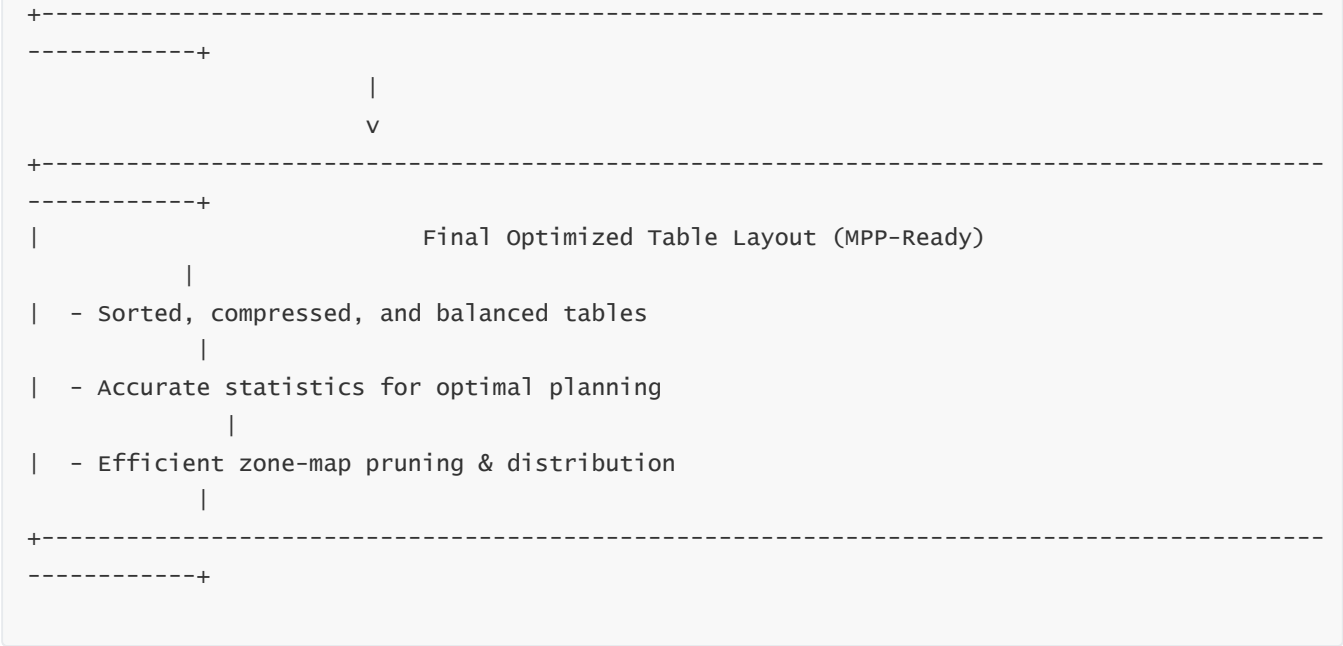 +-------------------------------------------------------------------------------------------
------------+
|
v
+-------------------------------------------------------------------------------------------
------------+
| Final Optimized Table Layout (MPP-Ready)
|
| - Sorted, compressed, and balanced tables
|
| - Accurate statistics for optimal planning
|
| - Efficient zone-map pruning & distribution
|
+-------------------------------------------------------------------------------------------
------------+